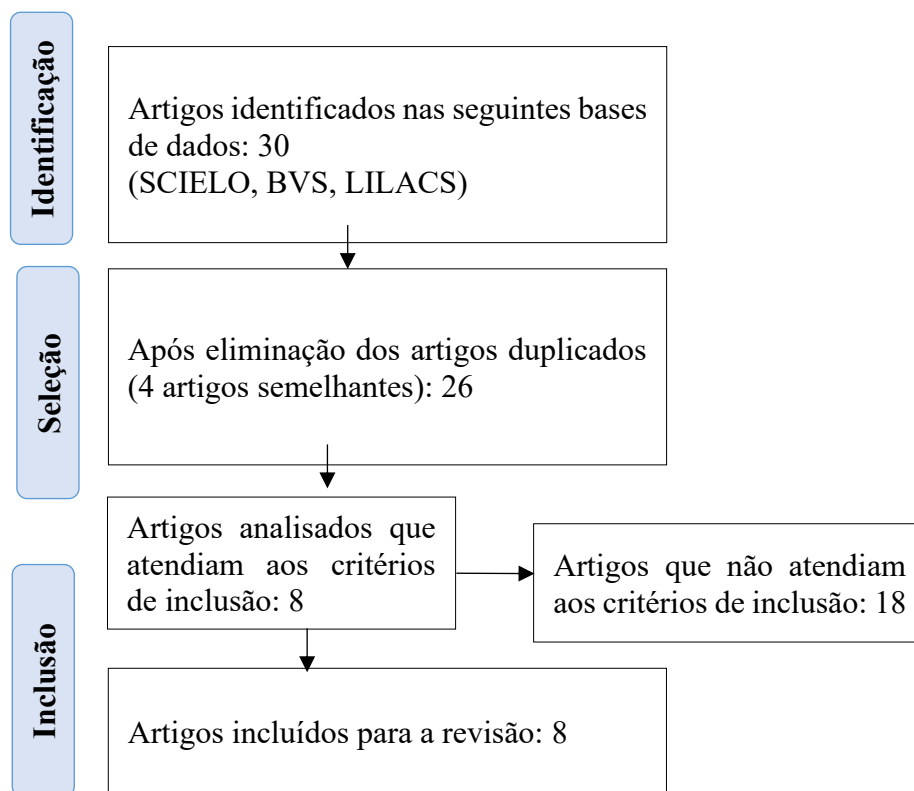 Identificação
Artigos identificados nas seguintes bases
de dados: 30
(SCIELO, BVS, LILACS)
Seleção
Após eliminação dos artigos duplicados
(4 artigos semelhantes): 26
Artigos analisados que
atendiam aos critérios
de inclusão: 8
Artigos que não atendiam
aos critérios de inclusão: 18
Inclusão
Artigos incluídos para a revisão: 8